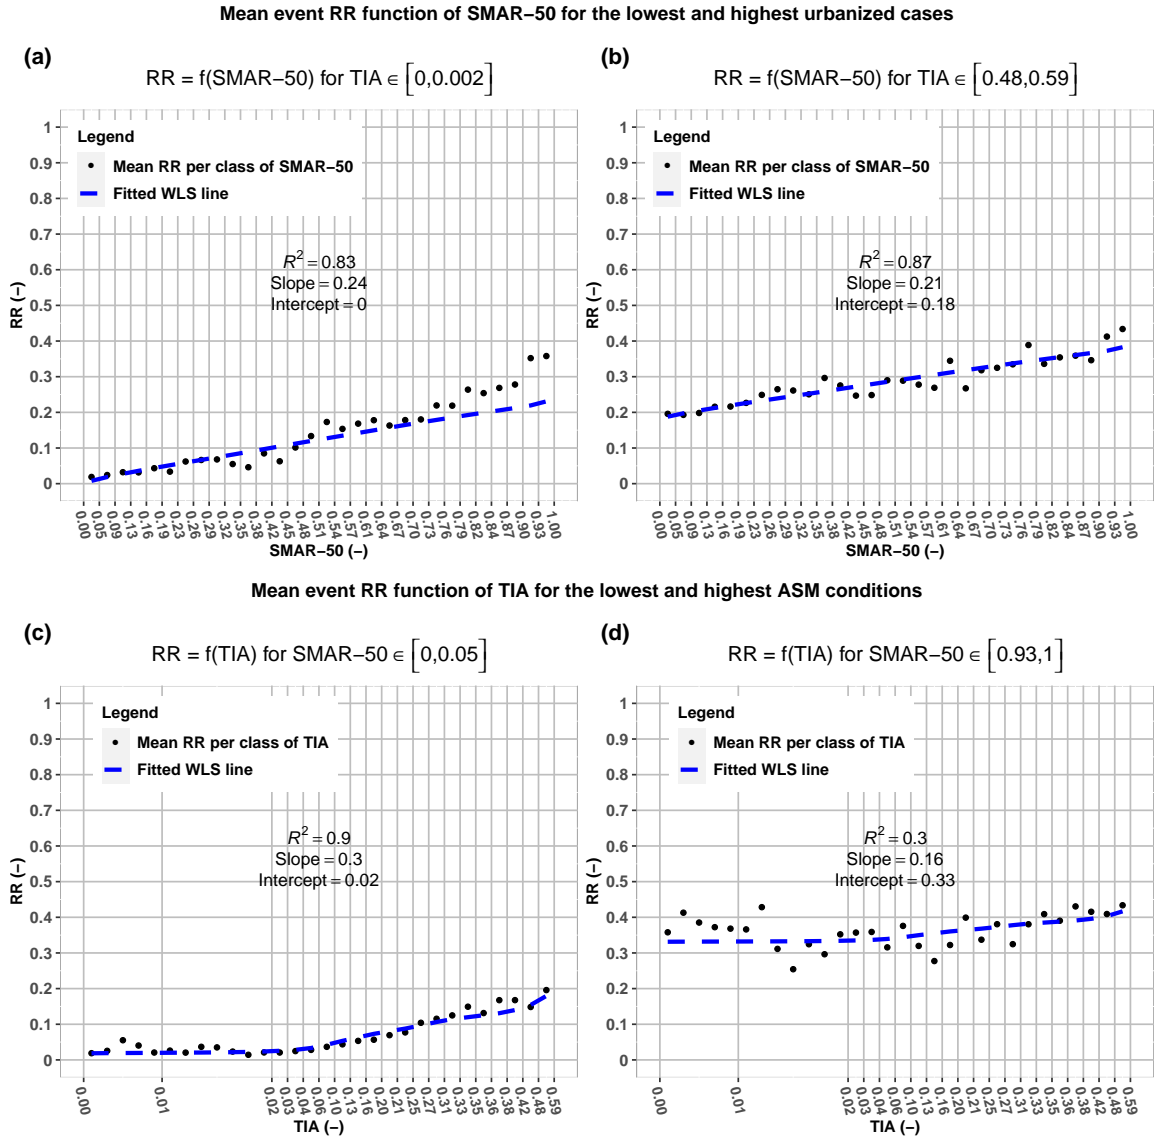 Mean event RR function of SMAR−50 for the lowest and highest urbanized cases
(a)
RR = f(SMAR−50) for TIA ∈ [0,0.002]
Legend
Mean RR per class of SMAR−50
Fitted WLS line
R² = 0.83
Slope = 0.24
Intercept = 0
RR (−)
1
0.9
0.8
0.7
0.6
0.5
0.4
0.3
0.2
0.1
0
0.00 0.05 0.09 0.13 0.16 0.19 0.23 0.26 0.29 0.32 0.35 0.38 0.42 0.45 0.48 0.51 0.54 0.57 0.61 0.64 0.67 0.70 0.73 0.77 0.79 0.82 0.84 0.87 0.90 0.93 1.00
SMAR−50 (−)
(b)
RR = f(SMAR−50) for TIA ∈ [0.48,0.59]
Legend
Mean RR per class of SMAR−50
Fitted WLS line
R² = 0.87
Slope = 0.21
Intercept = 0.18
RR (−)
1
0.9
0.8
0.7
0.6
0.5
0.4
0.3
0.2
0.1
0
0.00 0.05 0.09 0.13 0.16 0.19 0.23 0.26 0.29 0.32 0.35 0.38 0.42 0.45 0.48 0.51 0.54 0.57 0.61 0.64 0.67 0.70 0.73 0.77 0.79 0.82 0.84 0.87 0.90 0.93 1.00
SMAR−50 (−)
Mean event RR function of TIA for the lowest and highest ASM conditions
(c)
RR = f(TIA) for SMAR−50 ∈ [0,0.05]
Legend
Mean RR per class of TIA
Fitted WLS line
R² = 0.9
Slope = 0.3
Intercept = 0.02
RR (−)
1
0.9
0.8
0.7
0.6
0.5
0.4
0.3
0.2
0.1
0
0.00 0.01 0.02 0.03 0.04 0.06 0.10 0.13 0.16 0.20 0.21 0.25 0.27 0.31 0.33 0.35 0.36 0.38 0.42 0.48 0.59
TIA (−)
(d)
RR = f(TIA) for SMAR−50 ∈ [0.93,1]
Legend
Mean RR per class of TIA
Fitted WLS line
R² = 0.3
Slope = 0.16
Intercept = 0.33
RR (−)
1
0.9
0.8
0.7
0.6
0.5
0.4
0.3
0.2
0.1
0
0.00 0.01 0.02 0.03 0.04 0.06 0.10 0.13 0.16 0.20 0.21 0.25 0.27 0.31 0.33 0.35 0.36 0.38 0.42 0.48 0.59
TIA (−)